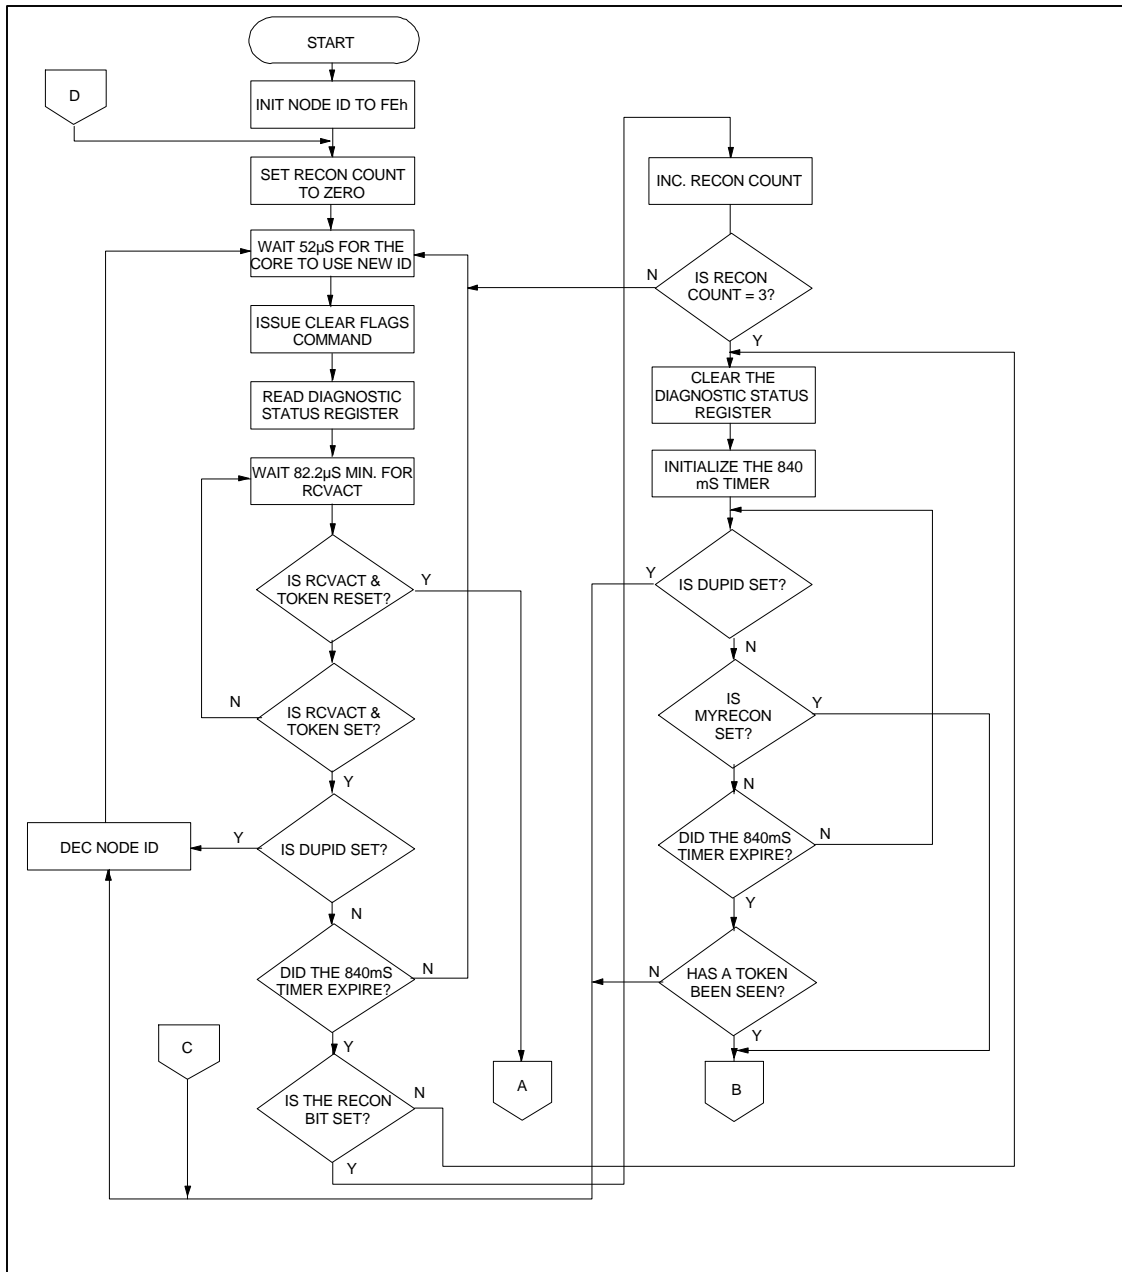 START
D
INIT NODE ID TO FEh
SET RECON COUNT
TO ZERO
WAIT 52µS FOR THE
CORE TO USE NEW ID
ISSUE CLEAR FLAGS
COMMAND
READ DIAGNOSTIC
STATUS REGISTER
WAIT 82.2µS MIN. FOR
RCVACT
IS RCVACT &
TOKEN RESET?
Y
IS RCVACT &
TOKEN SET?
N
Y
IS DUPID SET?
Y
DEC NODE ID
N
DID THE 840mS
TIMER EXPIRE?
N
Y
C
IS THE RECON
BIT SET?
N
Y
A
INC. RECON COUNT
IS RECON
COUNT = 3?
N
Y
CLEAR THE
DIAGNOSTIC STATUS
REGISTER
INITIALIZE THE 840
mS TIMER
IS DUPID SET?
Y
N
IS
MYRECON
SET?
Y
N
DID THE 840mS
TIMER EXPIRE?
N
Y
HAS A TOKEN
BEEN SEEN?
N
Y
B